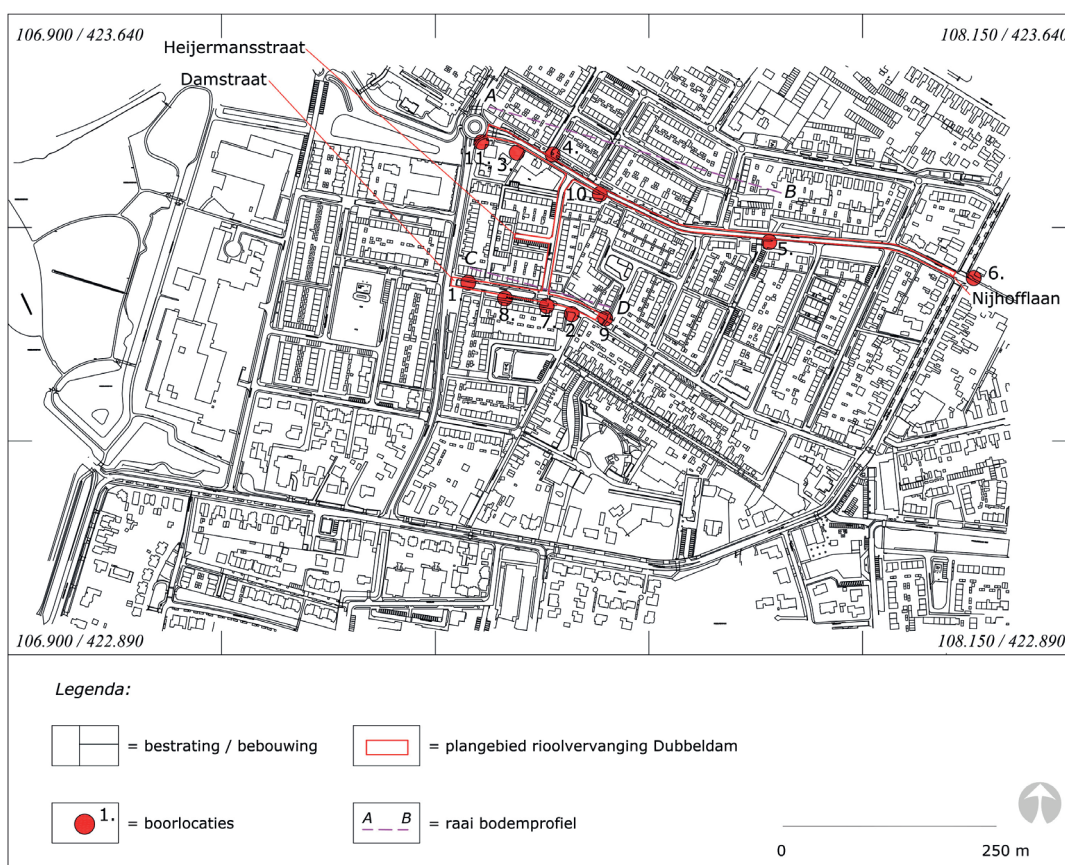 106.900 / 423.640
108.150 / 423.640
Heijermansstraat
Damstraat
A
11.
3.
4.
B
10.
5.
6.
C
1.
Nijhofflaan
8.
7.
2.
D
9.
106.900 / 422.890
108.150 / 422.890
Legenda:
= bestrating / bebouwing
= plangebied rioolvervanging Dubbeldam
1.
= boorlocaties
A B
= raai bodemprofiel
0
250 m